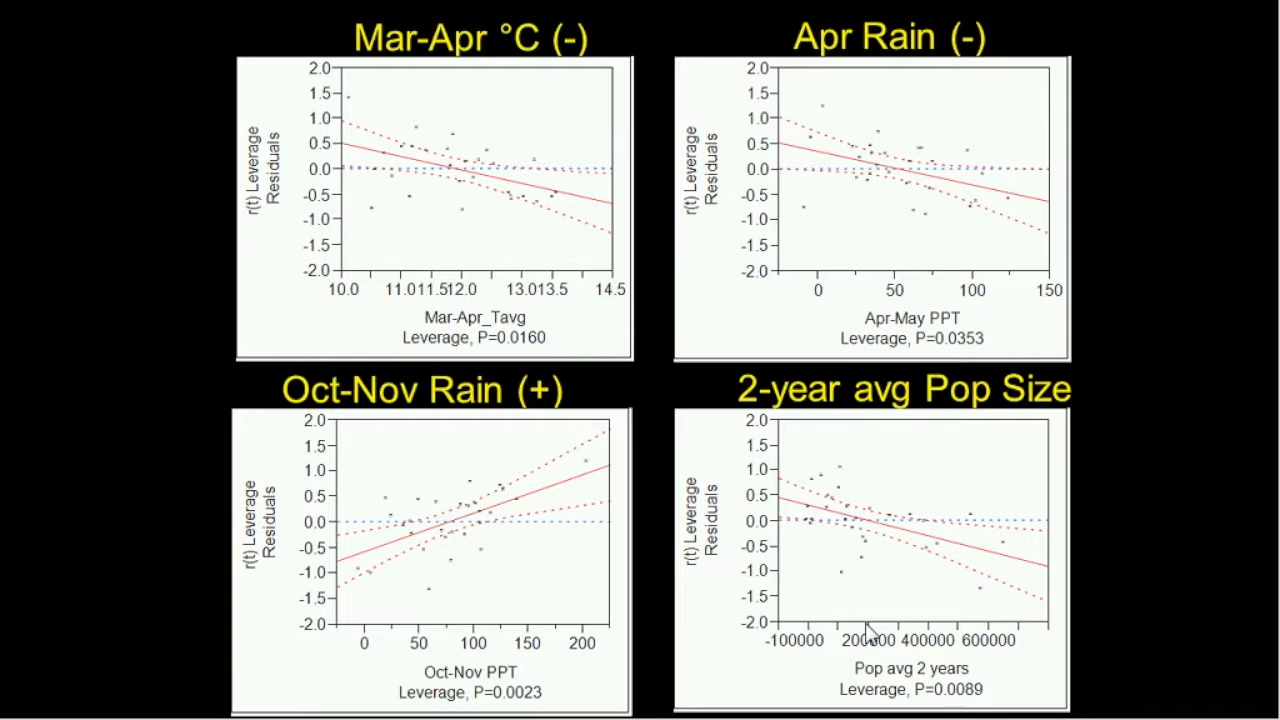 Mar-Apr °C (-)
Apr Rain (-)
r(t) Leverage
Residuals
2.0
1.5
1.0
0.5
0.0
-0.5
-1.0
-1.5
-2.0
10.0 11.0 11.5 12.0 13.0 13.5 14.5
Mar-Apr_Tavg
Leverage, P=0.0160
r(t) Leverage
Residuals
2.0
1.5
1.0
0.5
0.0
-0.5
-1.0
-1.5
-2.0
0 50 100 150
Apr-May PPT
Leverage, P=0.0353
Oct-Nov Rain (+)
2-year avg Pop Size
r(t) Leverage
Residuals
2.0
1.5
1.0
0.5
0.0
-0.5
-1.0
-1.5
-2.0
0 50 100 150 200
Oct-Nov PPT
Leverage, P=0.0023
r(t) Leverage
Residuals
2.0
1.5
1.0
0.5
0.0
-0.5
-1.0
-1.5
-2.0
-100000 200000 400000 600000
Pop avg 2 years
Leverage, P=0.0089